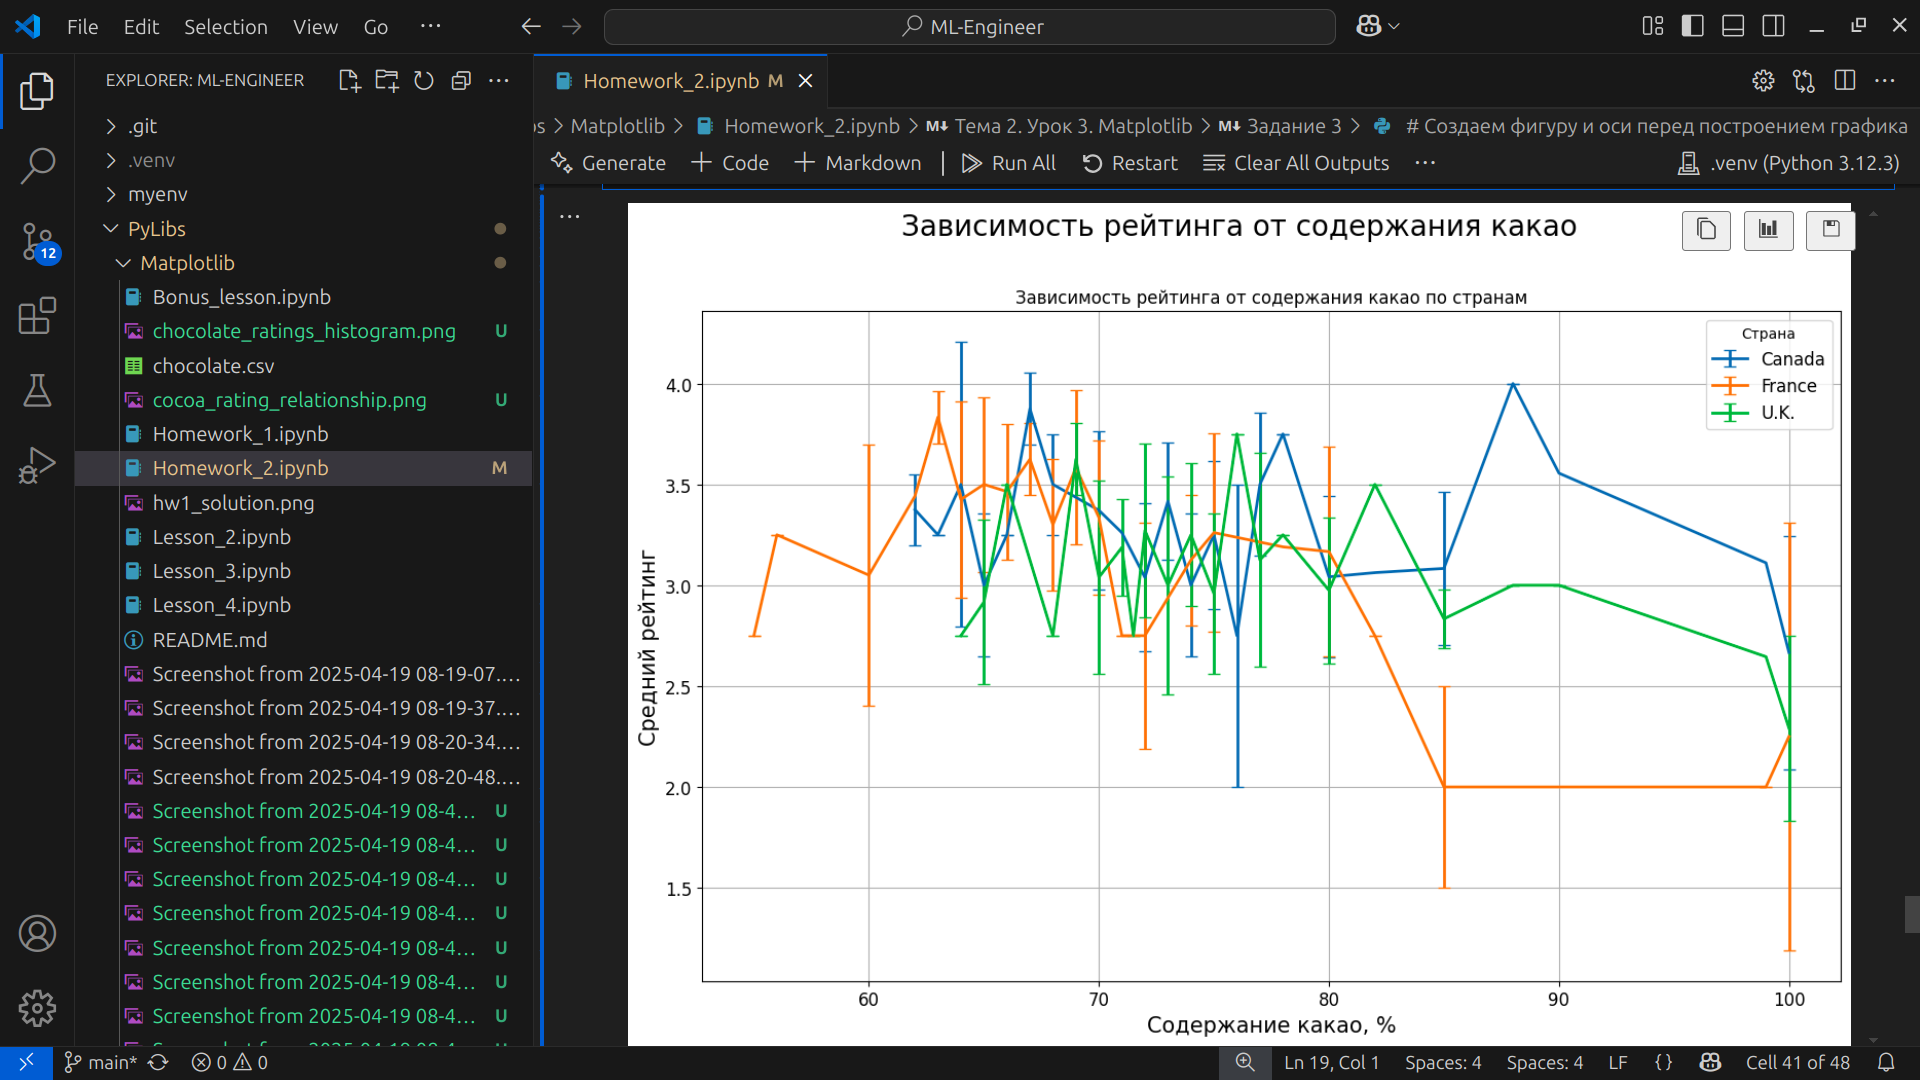 File Edit Selection View Go ···
ML-Engineer
EXPLORER: ML-ENGINEER
.git
.venv
myenv
PyLibs
Matplotlib
Bonus_lesson.ipynb
chocolate_ratings_histogram.png U
chocolate.csv
cocoa_rating_relationship.png U
Homework_1.ipynb
Homework_2.ipynb M
hw1_solution.png
Lesson_2.ipynb
Lesson_3.ipynb
Lesson_4.ipynb
README.md
Screenshot from 2025-04-19 08-19-07....
Screenshot from 2025-04-19 08-19-37....
Screenshot from 2025-04-19 08-20-34....
Screenshot from 2025-04-19 08-20-48....
Screenshot from 2025-04-19 08-4... U
Screenshot from 2025-04-19 08-4... U
Screenshot from 2025-04-19 08-4... U
Screenshot from 2025-04-19 08-4... U
Screenshot from 2025-04-19 08-4... U
Screenshot from 2025-04-19 08-4... U
Screenshot from 2025-04-19 08-4... U
12
Homework_2.ipynb M
s > Matplotlib > Homework_2.ipynb > M↓ Тема 2. Урок 3. Matplotlib > M↓ Задание 3 > # Создаем фигуру и оси перед построением графика
Generate + Code + Markdown | Run All Restart Clear All Outputs ··· .venv (Python 3.12.3)
Зависимость рейтинга от содержания какао
Зависимость рейтинга от содержания какао по странам
Страна
Canada
France
U.K.
4.0
3.5
3.0
2.5
2.0
1.5
Средний рейтинг
60 70 80 90 100
Содержание какао, %
main* 0 0 Ln 19, Col 1 Spaces: 4 Spaces: 4 LF {} Cell 41 of 48